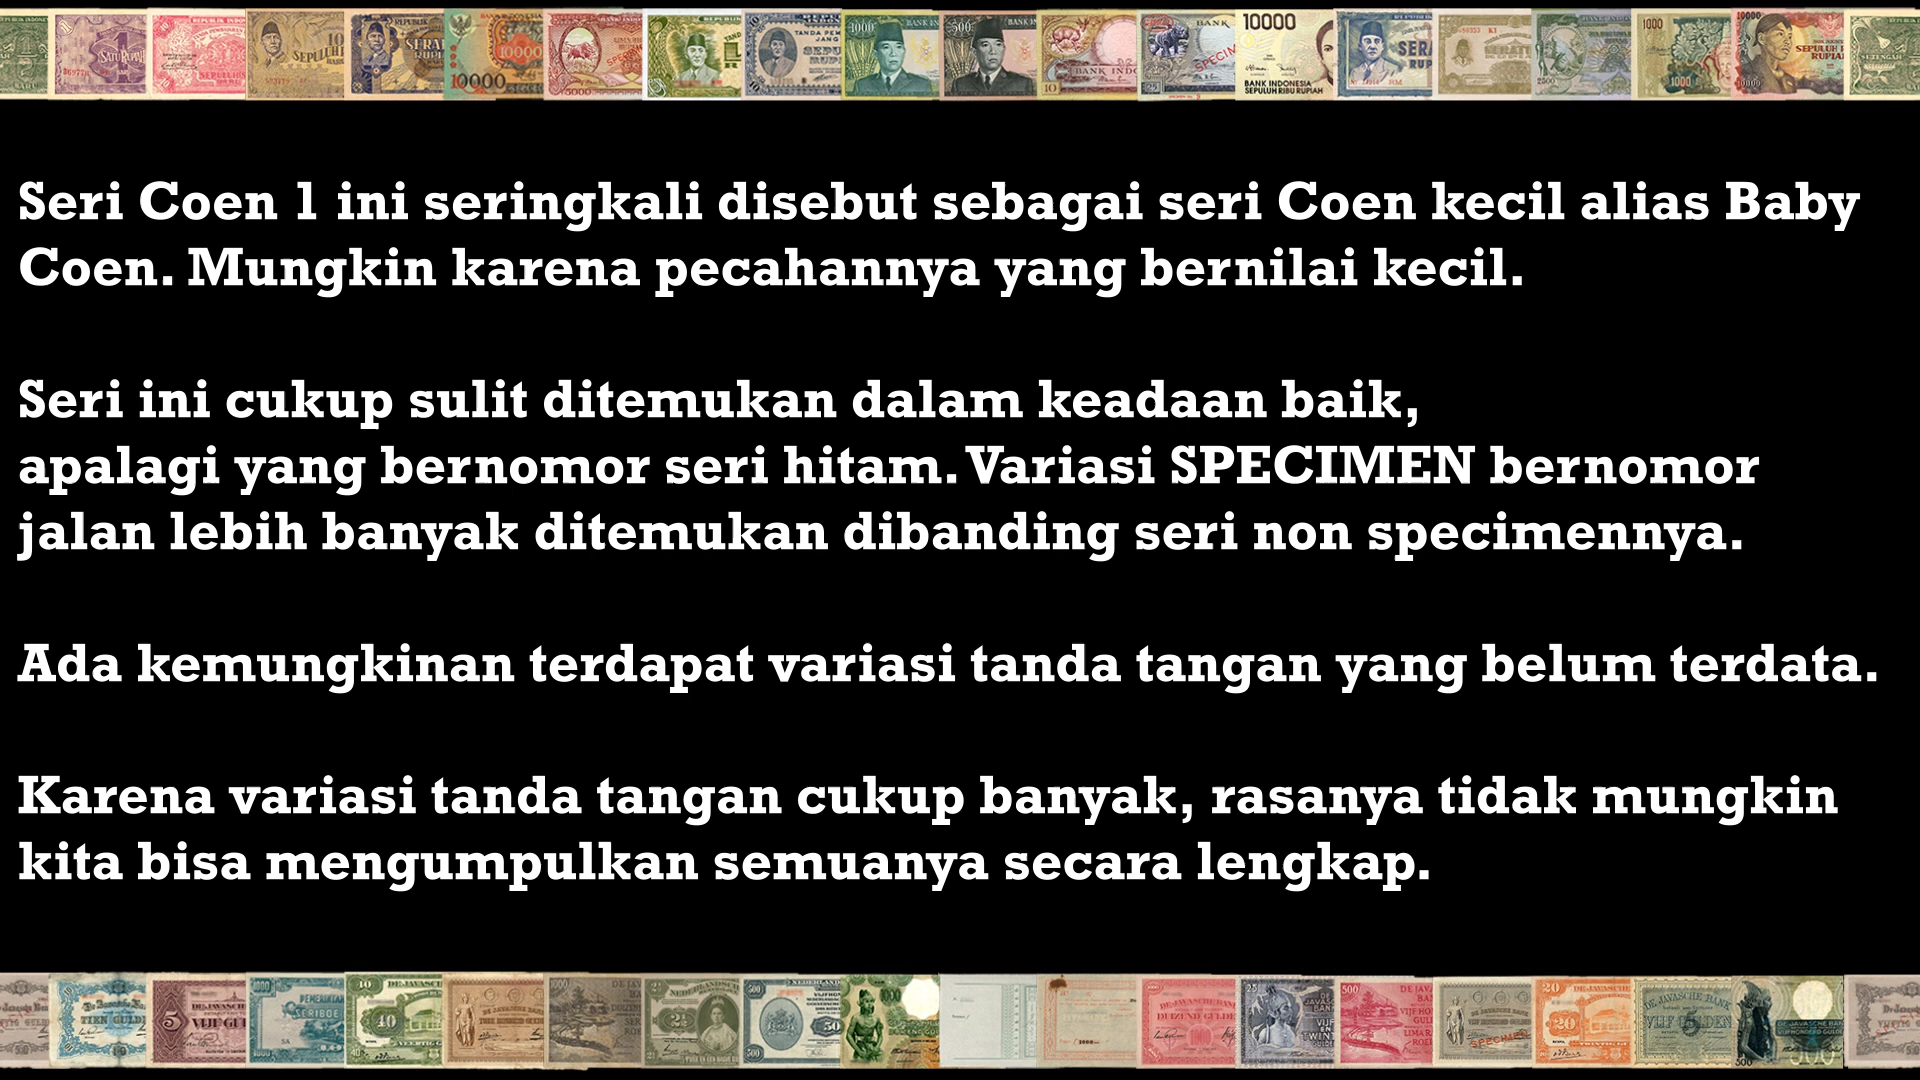 Seri Coen 1 ini seringkali disebut sebagai seri Coen kecil alias Baby
Coen. Mungkin karena pecahannya yang bernilai kecil.
Seri ini cukup sulit ditemukan dalam keadaan baik,
apalagi yang bernomor seri hitam. Variasi SPECIMEN bernomor
jalan lebih banyak ditemukan dibanding seri non specimennya.
Ada kemungkinan terdapat variasi tanda tangan yang belum terdata.
Karena variasi tanda tangan cukup banyak, rasanya tidak mungkin
kita bisa mengumpulkan semuanya secara lengkap.